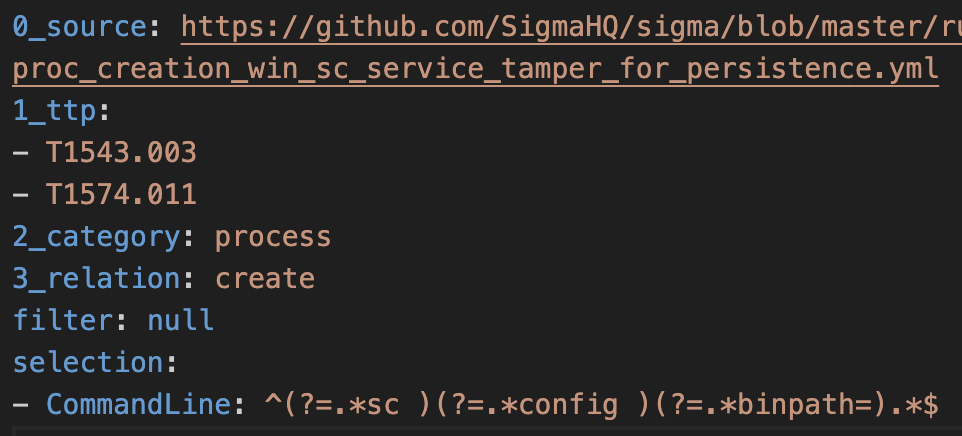 0_source: https://github.com/SigmaHQ/sigma/blob/master/ru
proc_creation_win_sc_service_tamper_for_persistence.yml
1_ttp:
- T1543.003
- T1574.011
2_category: process
3_relation: create
filter: null
selection:
- CommandLine: ^(?=.*sc )(?=.*config )(?=.*binpath=).*$